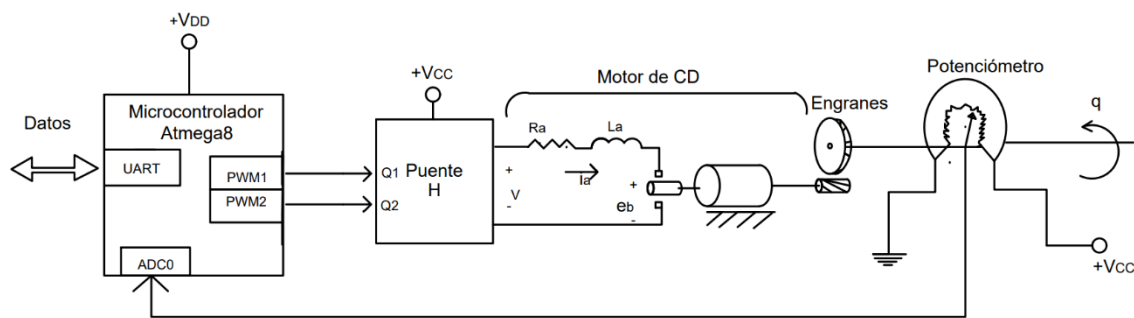 +VDD
Microcontrolador
Atmega8
Datos
UART
PWM1
PWM2
ADC0
+VCC
Q1
Q2
Puente
H
Motor de CD
Ra
La
+
V
-
Ia
+
eb
-
Engranes
Potenciómetro
q
+VCC